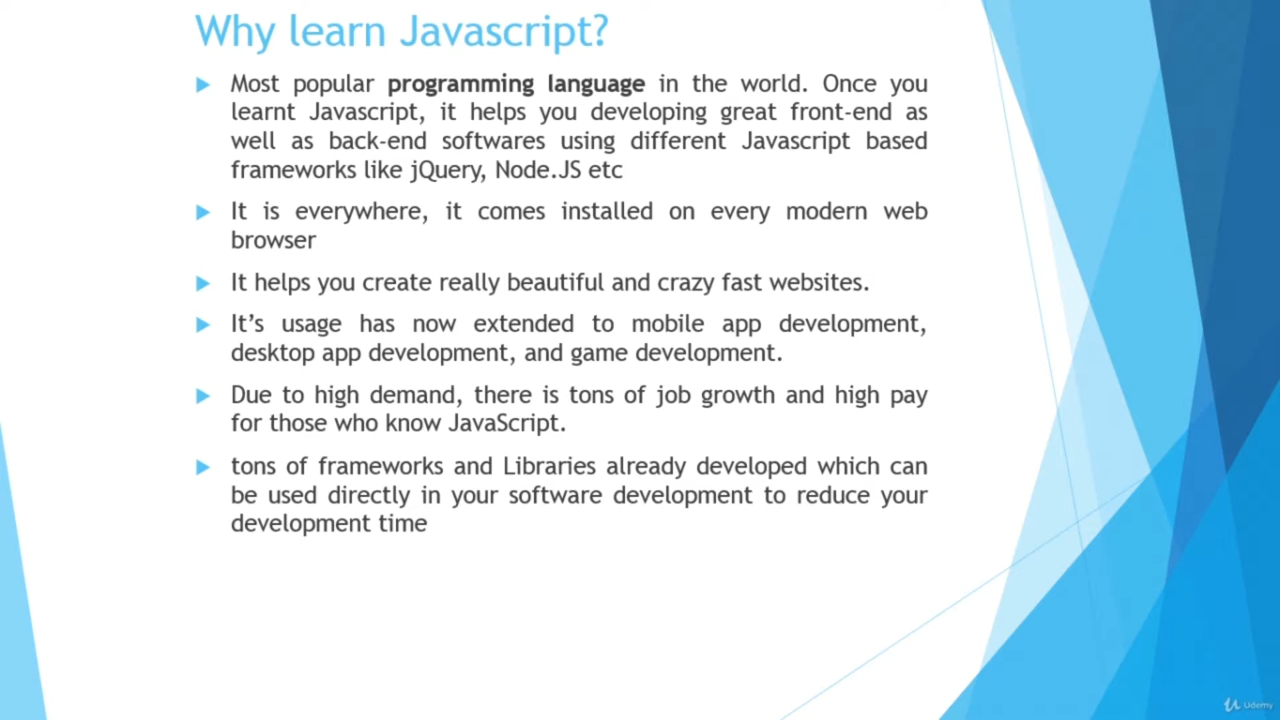 Why learn Javascript?
Most popular programming language in the world. Once you
learnt Javascript, it helps you developing great front-end as
well as back-end softwares using different Javascript based
frameworks like jQuery, Node.JS etc
It is everywhere, it comes installed on every modern web
browser
It helps you create really beautiful and crazy fast websites.
It’s usage has now extended to mobile app development,
desktop app development, and game development.
Due to high demand, there is tons of job growth and high pay
for those who know JavaScript.
tons of frameworks and Libraries already developed which can
be used directly in your software development to reduce your
development time
Udemy